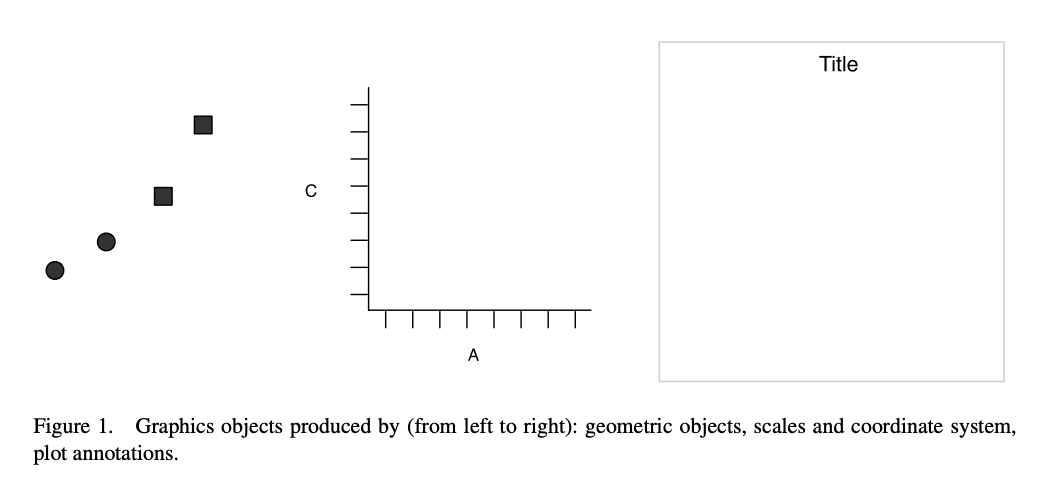 Title
C
A
Figure 1. Graphics objects produced by (from left to right): geometric objects, scales and coordinate system,
plot annotations.